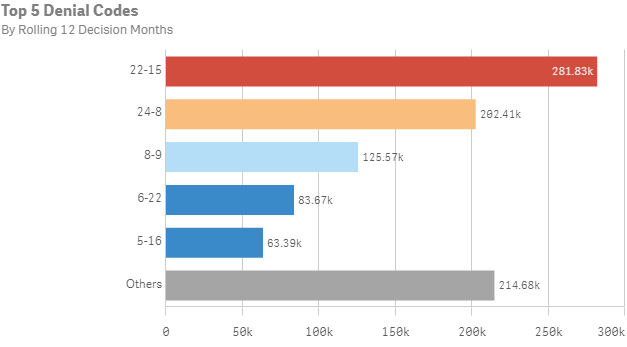 Top 5 Denial Codes
By Rolling 12 Decision Months
22-15 281.83k
24-8 202.41k
8-9 125.57k
6-22 83.67k
5-16 63.39k
Others 214.68k
0 50k 100k 150k 200k 250k 300k